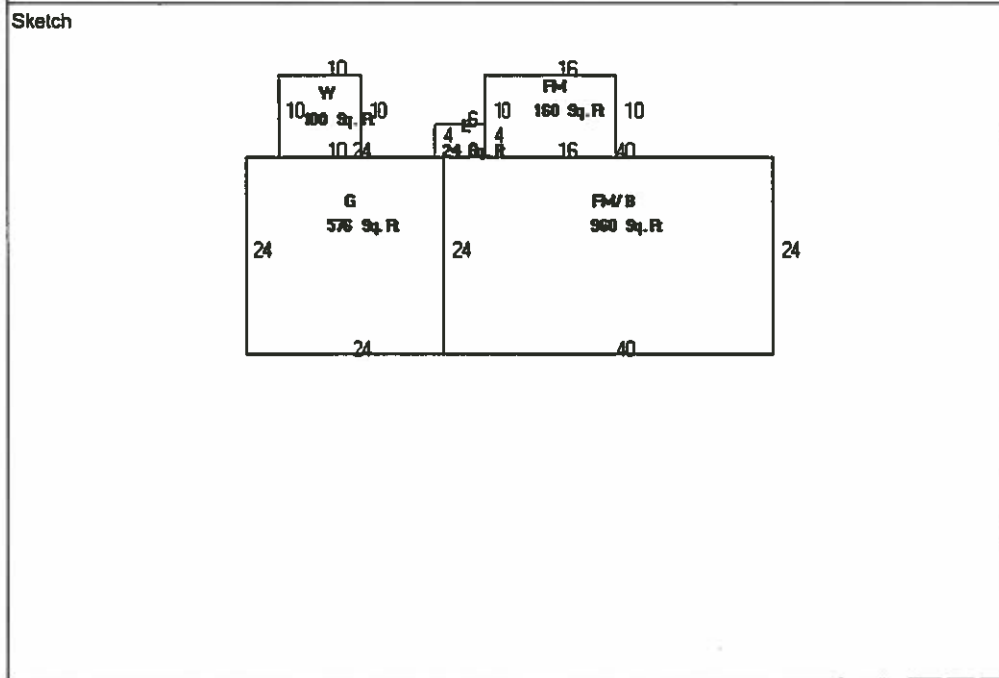 Sketch
10 16
W FM
10 10 10 160 Sq. Ft 10
100 Sq. Ft 6
E
4 4
10 24 24 Sq. Ft 16 40
G FM/B
576 Sq. Ft 960 Sq. Ft
24 24 24
24 40